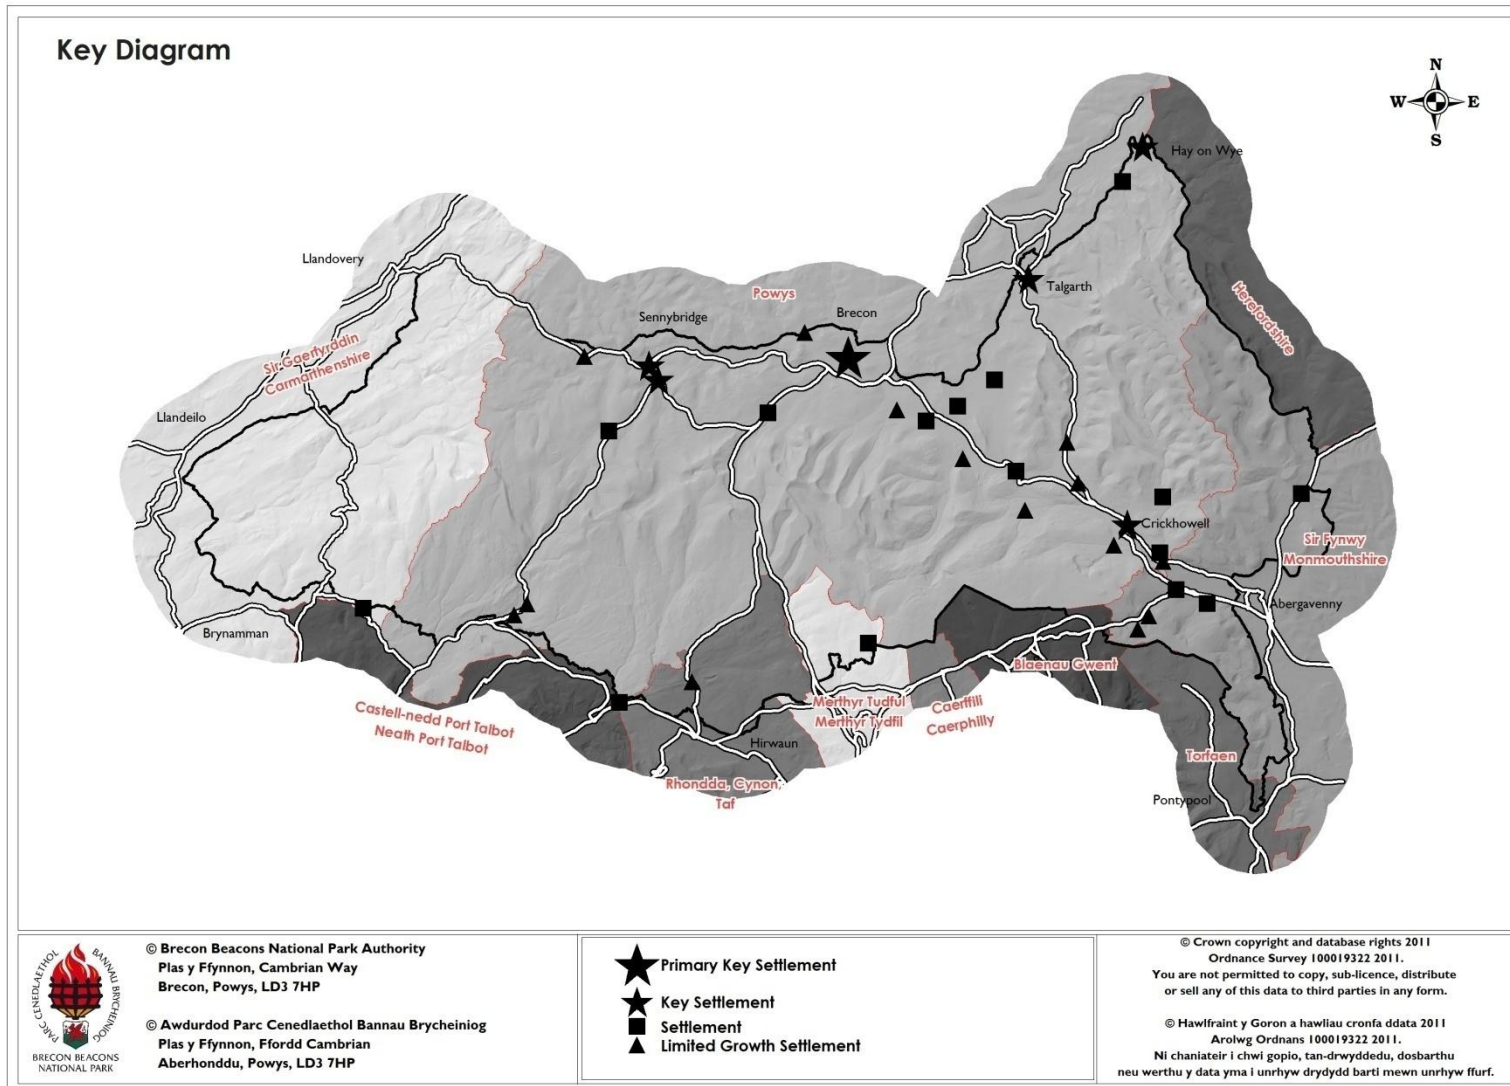 Key Diagram
N
W E
S
Hay on Wye
Llandovery
Talgarth
Powys
Brecon
Sennybridge
Herefordshire
Sir Gaerfyrddin
Carmarthenshire
Llandeilo
Crickhowell
Sir Fynwy
Monmouthshire
Abergavenny
Brynamman
Blaenau Gwent
Merthyr Tudful
Merthyr Tydfil
Caerffili
Caerphilly
Castell-nedd Port Talbot
Neath Port Talbot
Hirwaun
Torfaen
Rhondda, Cynon,
Taf
Pontypool
PARC CENEDLAETHOL BANNAU BRYCHEINIOG
BRECON BEACONS
NATIONAL PARK
© Brecon Beacons National Park Authority
Plas y Ffynnon, Cambrian Way
Brecon, Powys, LD3 7HP
© Awdurdod Parc Cenedlaethol Bannau Brycheiniog
Plas y Ffynnon, Ffordd Cambrian
Aberhonddu, Powys, LD3 7HP
Primary Key Settlement
Key Settlement
Settlement
Limited Growth Settlement
© Crown copyright and database rights 2011
Ordnance Survey 100019322 2011.
You are not permitted to copy, sub-licence, distribute
or sell any of this data to third parties in any form.
© Hawlfraint y Goron a hawliau cronfa ddata 2011
Arolwg Ordnans 100019322 2011.
Ni chaniateir i chwi gopio, tan-drwyddedu, dosbarthu
neu werthu y data yma i unrhyw drydydd barti mewn unrhyw ffurf.